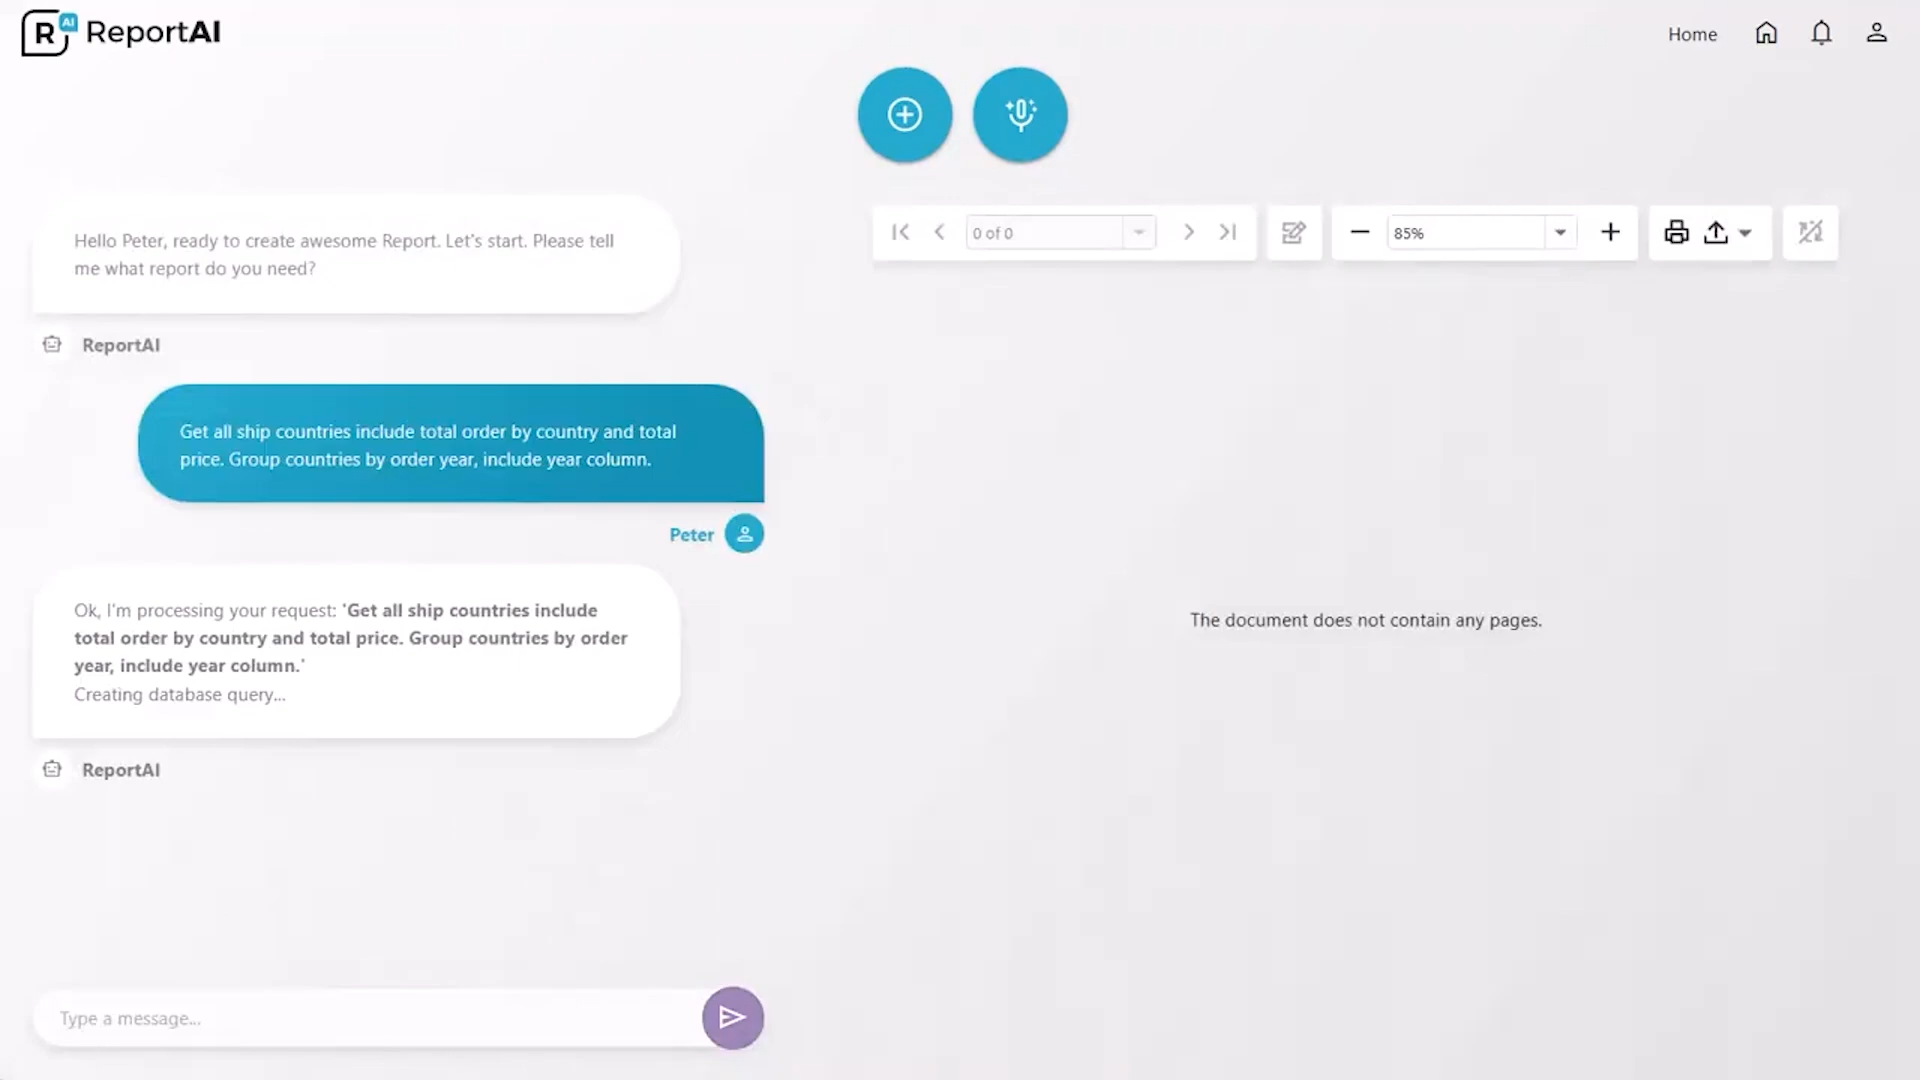 R AI ReportAI
Home
0 of 0
85%
Hello Peter, ready to create awesome Report. Let's start. Please tell
me what report do you need?
ReportAI
Get all ship countries include total order by country and total
price. Group countries by order year, include year column.
Peter
Ok, I'm processing your request: 'Get all ship countries include
total order by country and total price. Group countries by order
year, include year column.'
Creating database query...
ReportAI
The document does not contain any pages.
Type a message...